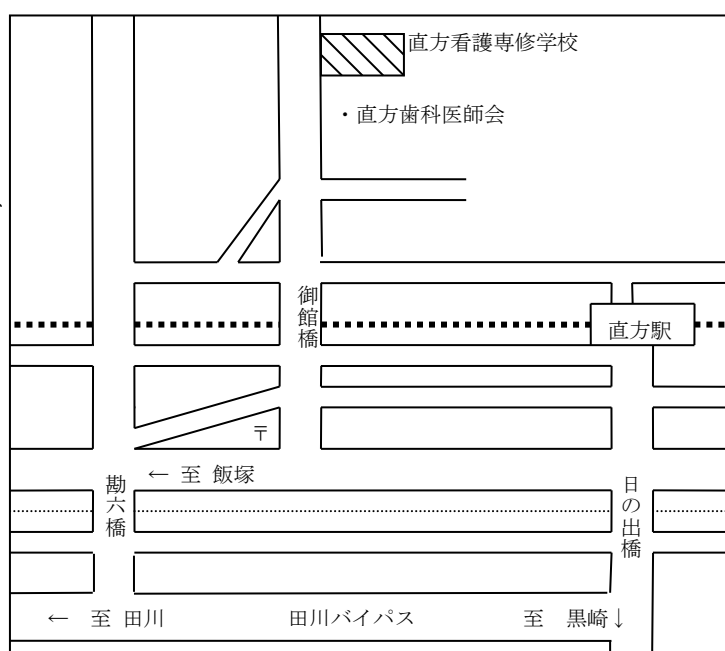 直方看護専修学校
・直方歯科医師会
御館橋
直方駅
〒
← 至 飯塚
勘六橋
日の出橋
← 至 田川
田川バイパス
至 黒崎↓